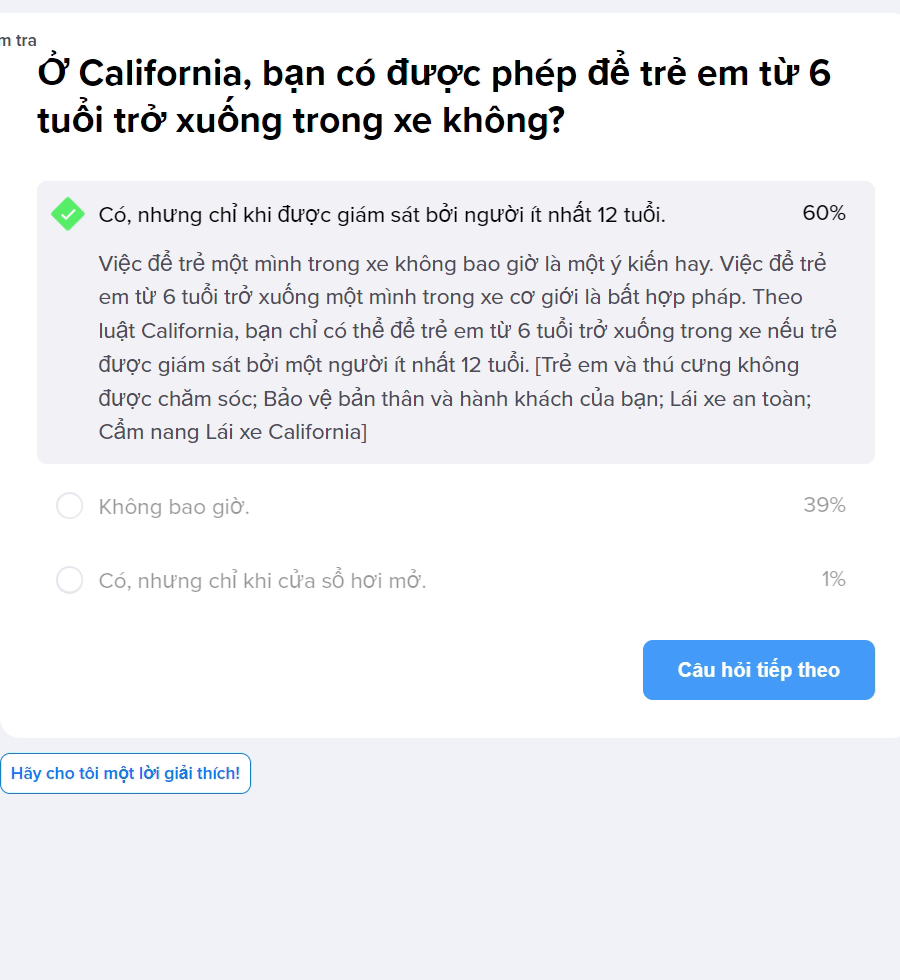 m tra
Ở California, bạn có được phép để trẻ em từ 6
tuổi trở xuống trong xe không?
Có, nhưng chỉ khi được giám sát bởi người ít nhất 12 tuổi.
60%
Việc để trẻ một mình trong xe không bao giờ là một ý kiến hay. Việc để trẻ
em từ 6 tuổi trở xuống một mình trong xe cơ giới là bất hợp pháp. Theo
luật California, bạn chỉ có thể để trẻ em từ 6 tuổi trở xuống trong xe nếu trẻ
được giám sát bởi một người ít nhất 12 tuổi. [Trẻ em và thú cưng không
được chăm sóc; Bảo vệ bản thân và hành khách của bạn; Lái xe an toàn;
Cẩm nang Lái xe California]
Không bao giờ.
39%
Có, nhưng chỉ khi cửa sổ hơi mở.
1%
Câu hỏi tiếp theo
Hãy cho tôi một lời giải thích!